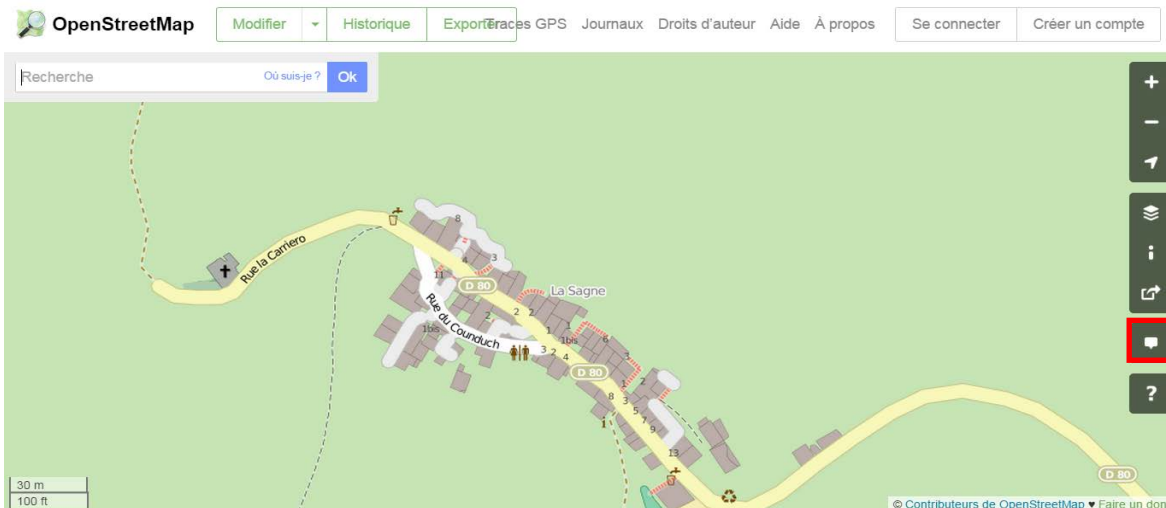 OpenStreetMap Modifier Historique Exporter Traces GPS Journaux Droits d'auteur Aide À propos Se connecter Créer un compte
Recherche Où suis-je ? Ok
+
−
8
Rue la Carriero
4 3
11
D 80
i
La Sagne
Rue du Counduch
2 2 2
1bis 1 1 1bis 6
3 2 4 3
D 80
1 2
8 3
5
7
9
i
13
?
D 80
30 m
100 ft
© Contributeurs de OpenStreetMap ♥ Faire un don